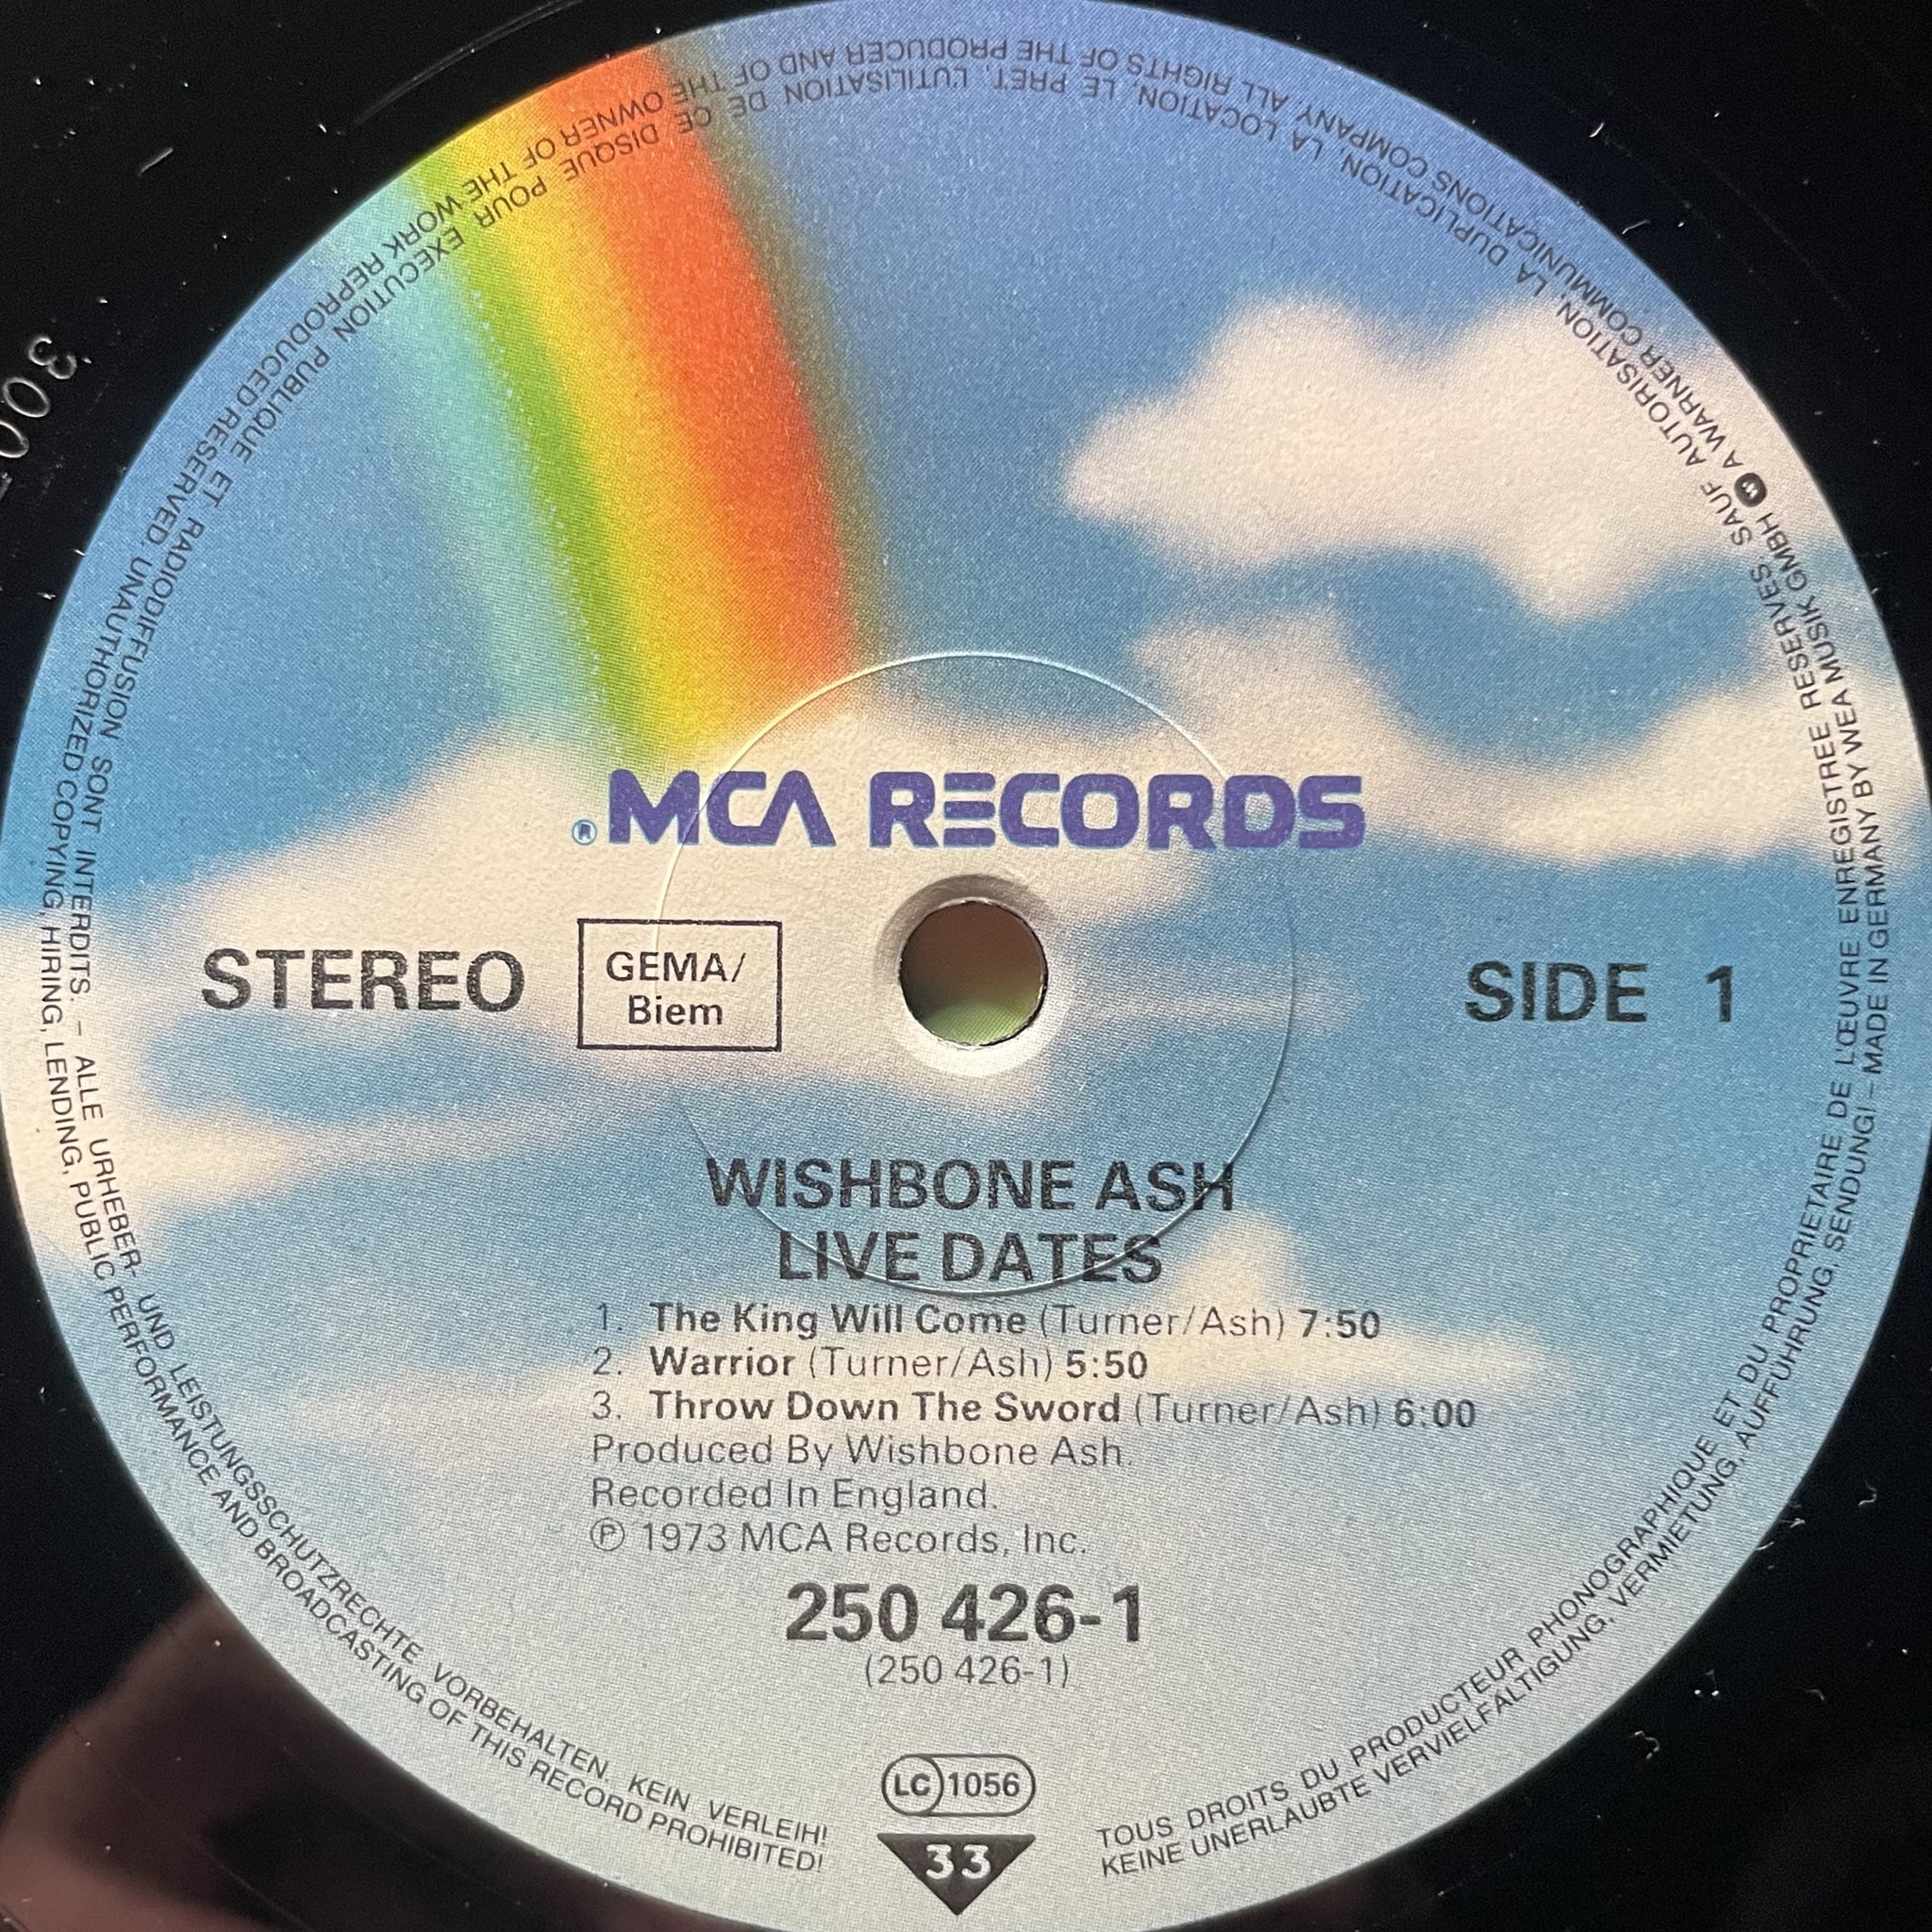 ® MCA RECORDS
STEREO
GEMA/
Biem
SIDE 1
WISHBONE ASH
LIVE DATES
1. The King Will Come (Turner/Ash) 7:50
2. Warrior (Turner/Ash) 5:50
3. Throw Down The Sword (Turner/Ash) 6:00
Produced By Wishbone Ash.
Recorded In England.
Ⓟ 1973 MCA Records, Inc.
250 426-1
(250 426-1)
LC 1056
33
TOUS DROITS DU PRODUCTEUR PHONOGRAPHIQUE ET DU PROPRIETAIRE DE L'ŒUVRE ENREGISTREE RESERVES. SAUF AUTORISATION, LA DUPLICATION, LA LOCATION, LE PRET, L'UTILISATION DE CE DISQUE POUR EXECUTION PUBLIQUE ET RADIODIFFUSION SONT INTERDITS. – ALLE URHEBER- UND LEISTUNGSSCHUTZRECHTE VORBEHALTEN. KEIN VERLEIH!
KEINE UNERLAUBTE VERVIELFÄLTIGUNG, VERMIETUNG, AUFFÜHRUNG, SENDUNG! – MADE IN GERMANY BY WEA MUSIK GMBH A WARNER COMMUNICATIONS COMPANY. ALL RIGHTS OF THE PRODUCER AND OF THE OWNER OF THE WORK REPRODUCED RESERVED. UNAUTHORIZED COPYING, HIRING, LENDING, PUBLIC PERFORMANCE AND BROADCASTING OF THIS RECORD PROHIBITED!